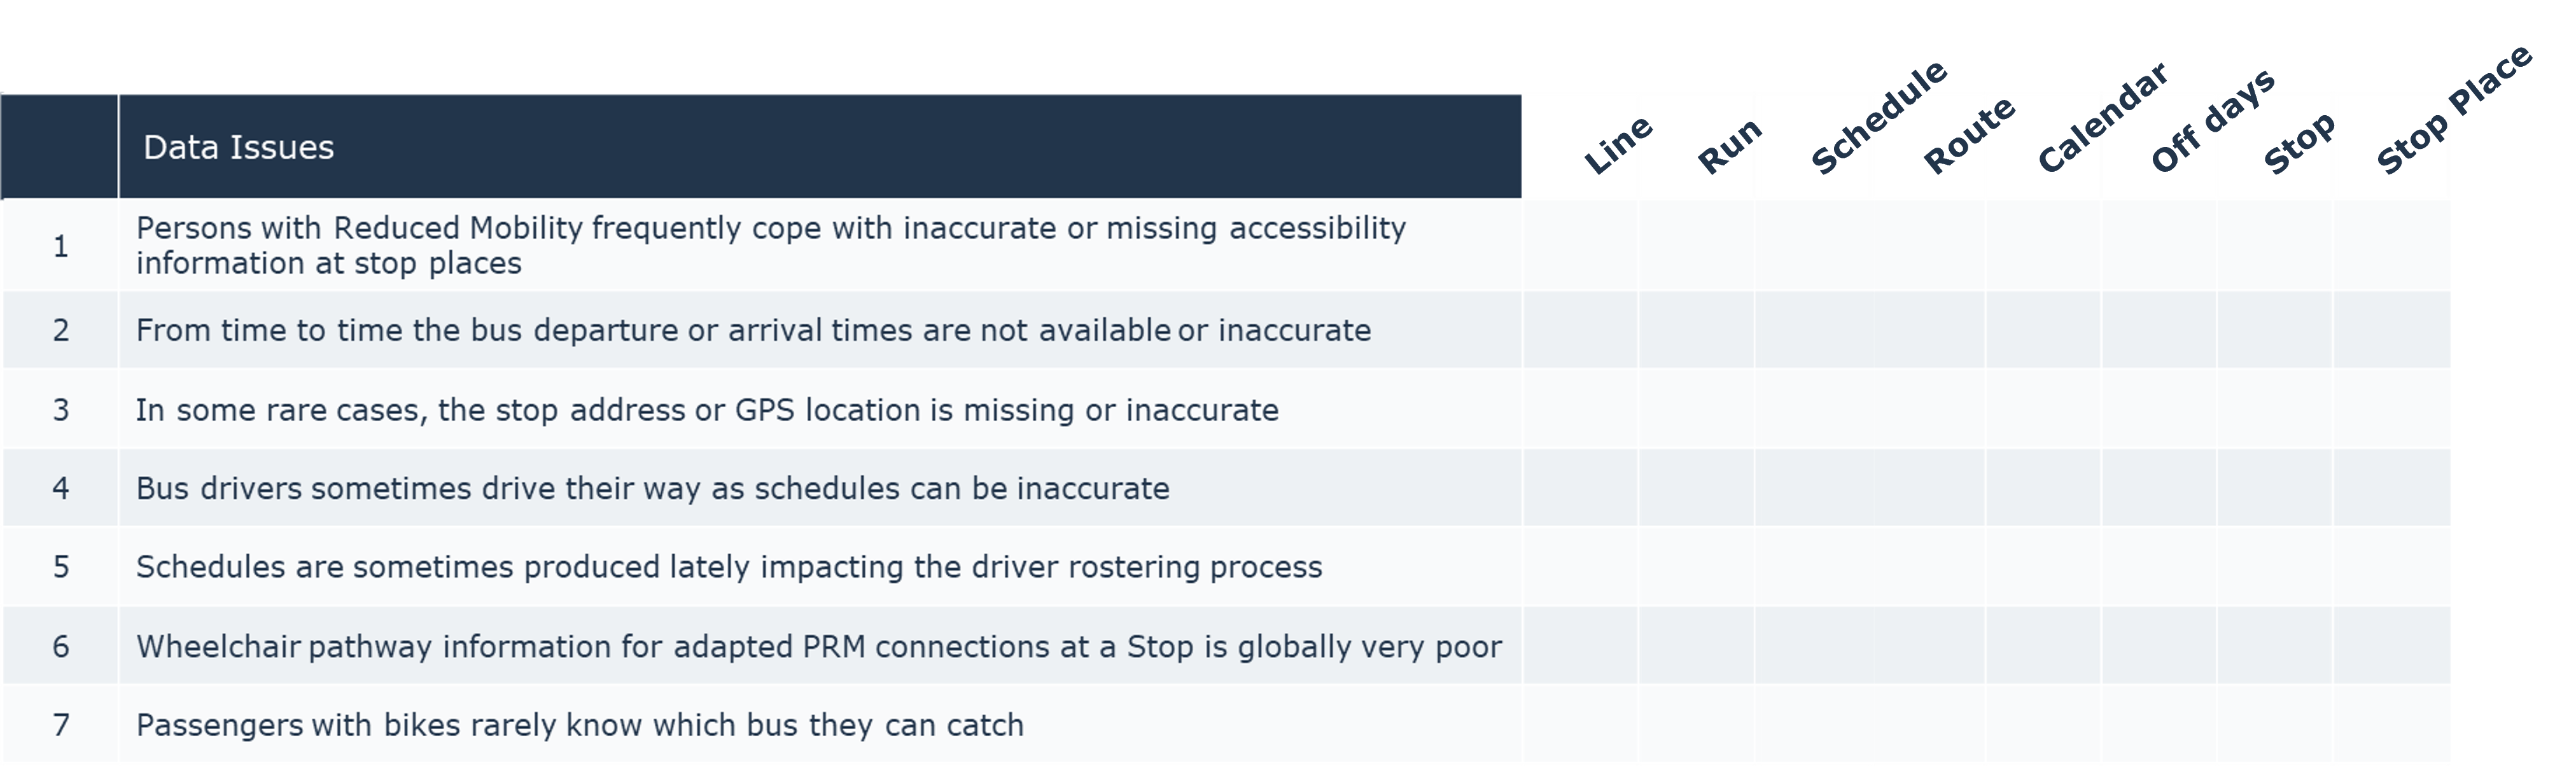 Data Issues
Line
Run
Schedule
Route
Calendar
Off days
Stop
Stop Place
1
Persons with Reduced Mobility frequently cope with inaccurate or missing accessibility
information at stop places
2
From time to time the bus departure or arrival times are not available or inaccurate
3
In some rare cases, the stop address or GPS location is missing or inaccurate
4
Bus drivers sometimes drive their way as schedules can be inaccurate
5
Schedules are sometimes produced lately impacting the driver rostering process
6
Wheelchair pathway information for adapted PRM connections at a Stop is globally very poor
7
Passengers with bikes rarely know which bus they can catch